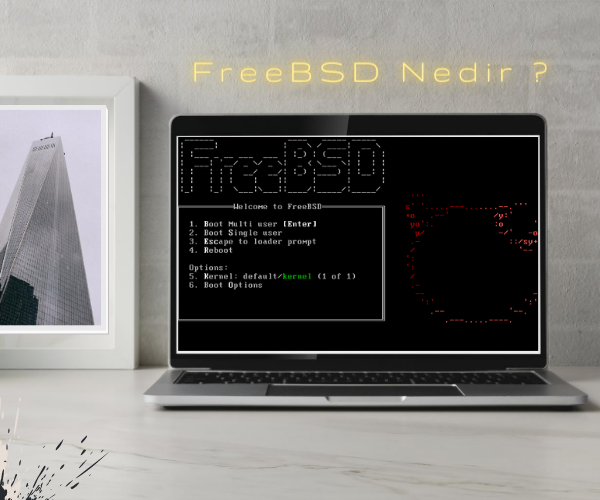 FreeBSD Nedir ?
FreeBSD
Welcome to FreeBSD
1. Boot Multi user [Enter]
2. Boot Single user
3. Escape to loader prompt
4. Reboot
Options:
5. Kernel: default/kernel (1 of 1)
6. Boot Options